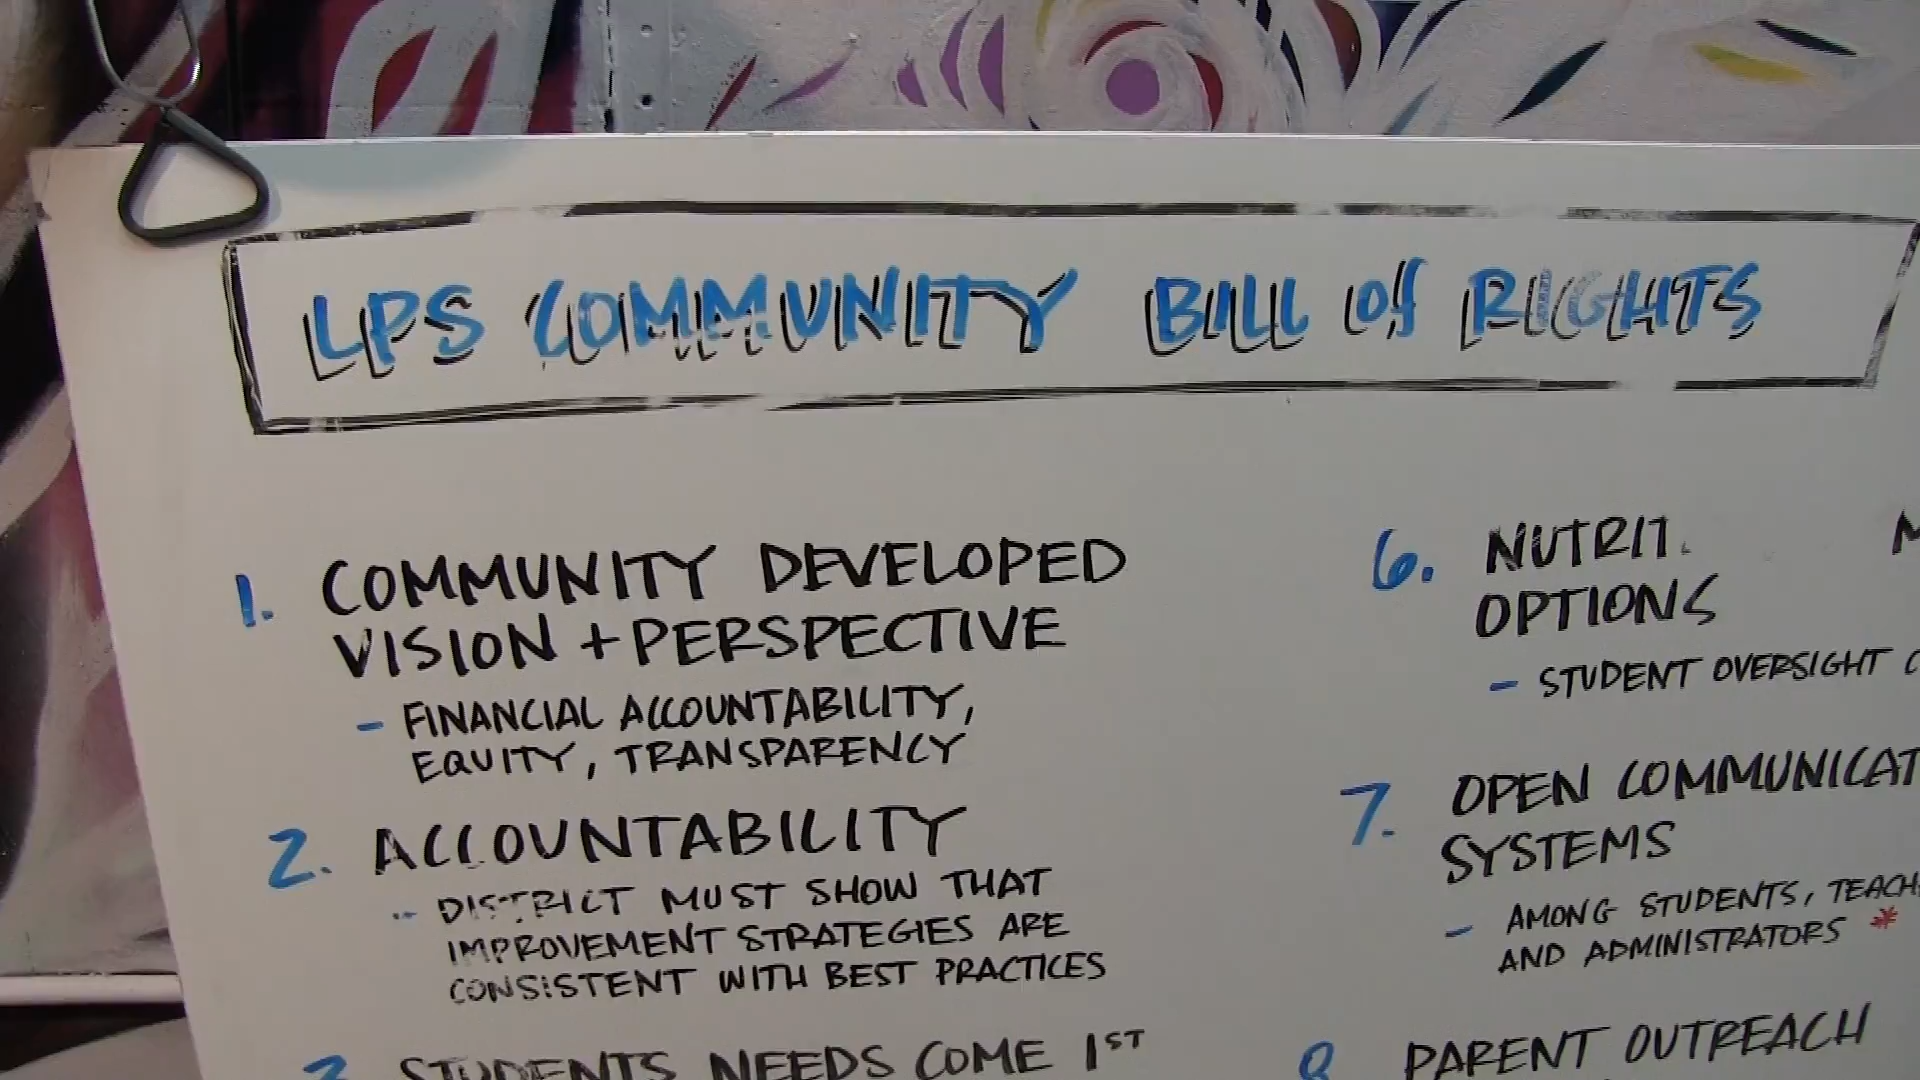 LPS COMMUNITY BILL of RIGHTS
1. COMMUNITY DEVELOPED
VISION + PERSPECTIVE
- FINANCIAL ACCOUNTABILITY,
EQUITY, TRANSPARENCY
2. ACCOUNTABILITY
- DISTRICT MUST SHOW THAT
IMPROVEMENT STRATEGIES ARE
CONSISTENT WITH BEST PRACTICES
3. STUDENTS NEEDS COME 1ST
6. NUTRIT.
OPTIONS
- STUDENT OVERSIGHT
7. OPEN COMMUNICAT
SYSTEMS
- AMONG STUDENTS, TEACH
AND ADMINISTRATORS *
8. PARENT OUTREACH